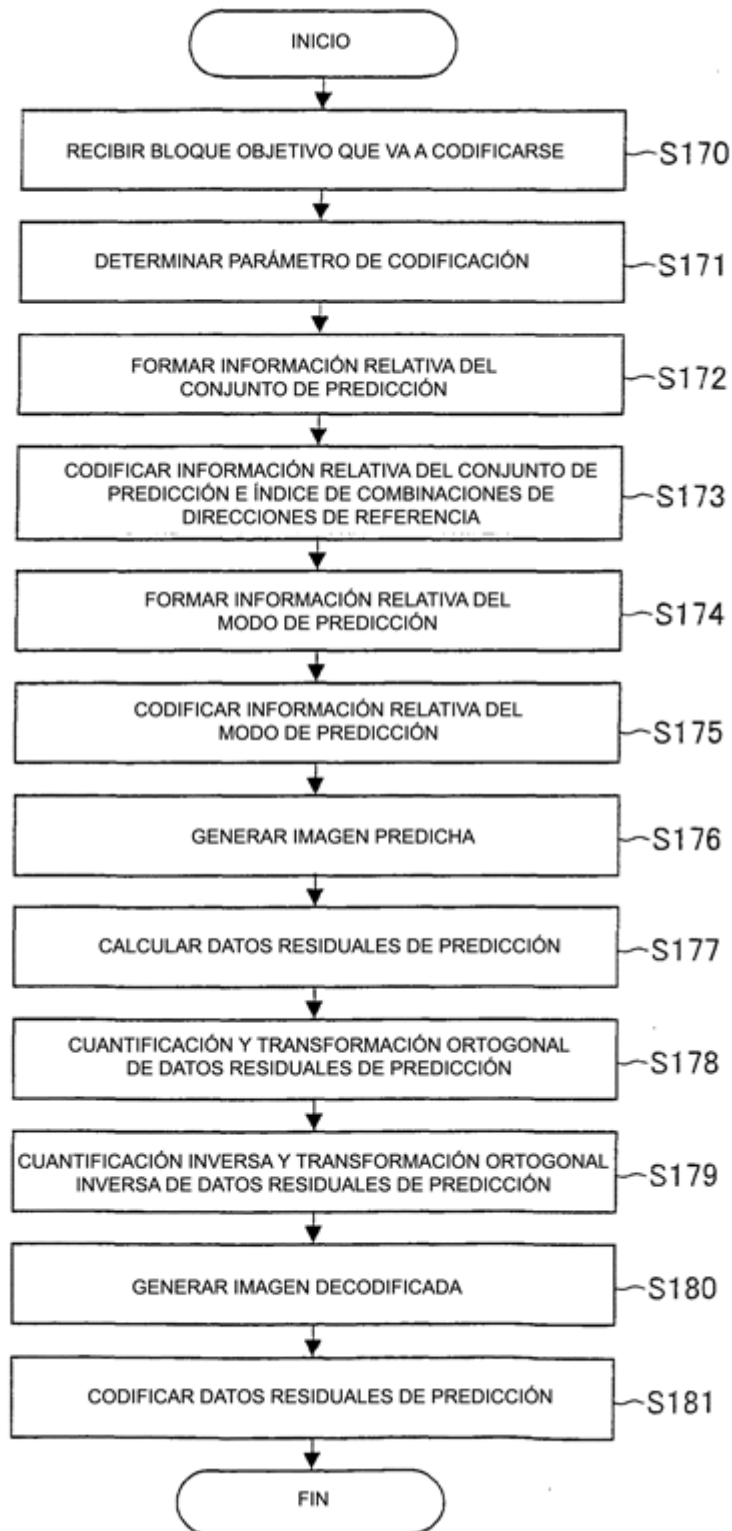 INICIO
RECIBIR BLOQUE OBJETIVO QUE VA A CODIFICARSE
S170
DETERMINAR PARÁMETRO DE CODIFICACIÓN
S171
FORMAR INFORMACIÓN RELATIVA DEL
CONJUNTO DE PREDICCIÓN
S172
CODIFICAR INFORMACIÓN RELATIVA DEL CONJUNTO DE
PREDICCIÓN E ÍNDICE DE COMBINACIONES DE
DIRECCIONES DE REFERENCIA
S173
FORMAR INFORMACIÓN RELATIVA DEL
MODO DE PREDICCIÓN
S174
CODIFICAR INFORMACIÓN RELATIVA DEL
MODO DE PREDICCIÓN
S175
GENERAR IMAGEN PREDICHA
S176
CALCULAR DATOS RESIDUALES DE PREDICCIÓN
S177
CUANTIFICACIÓN Y TRANSFORMACIÓN ORTOGONAL
DE DATOS RESIDUALES DE PREDICCIÓN
S178
CUANTIFICACIÓN INVERSA Y TRANSFORMACIÓN ORTOGONAL
INVERSA DE DATOS RESIDUALES DE PREDICCIÓN
S179
GENERAR IMAGEN DECODIFICADA
S180
CODIFICAR DATOS RESIDUALES DE PREDICCIÓN
S181
FIN